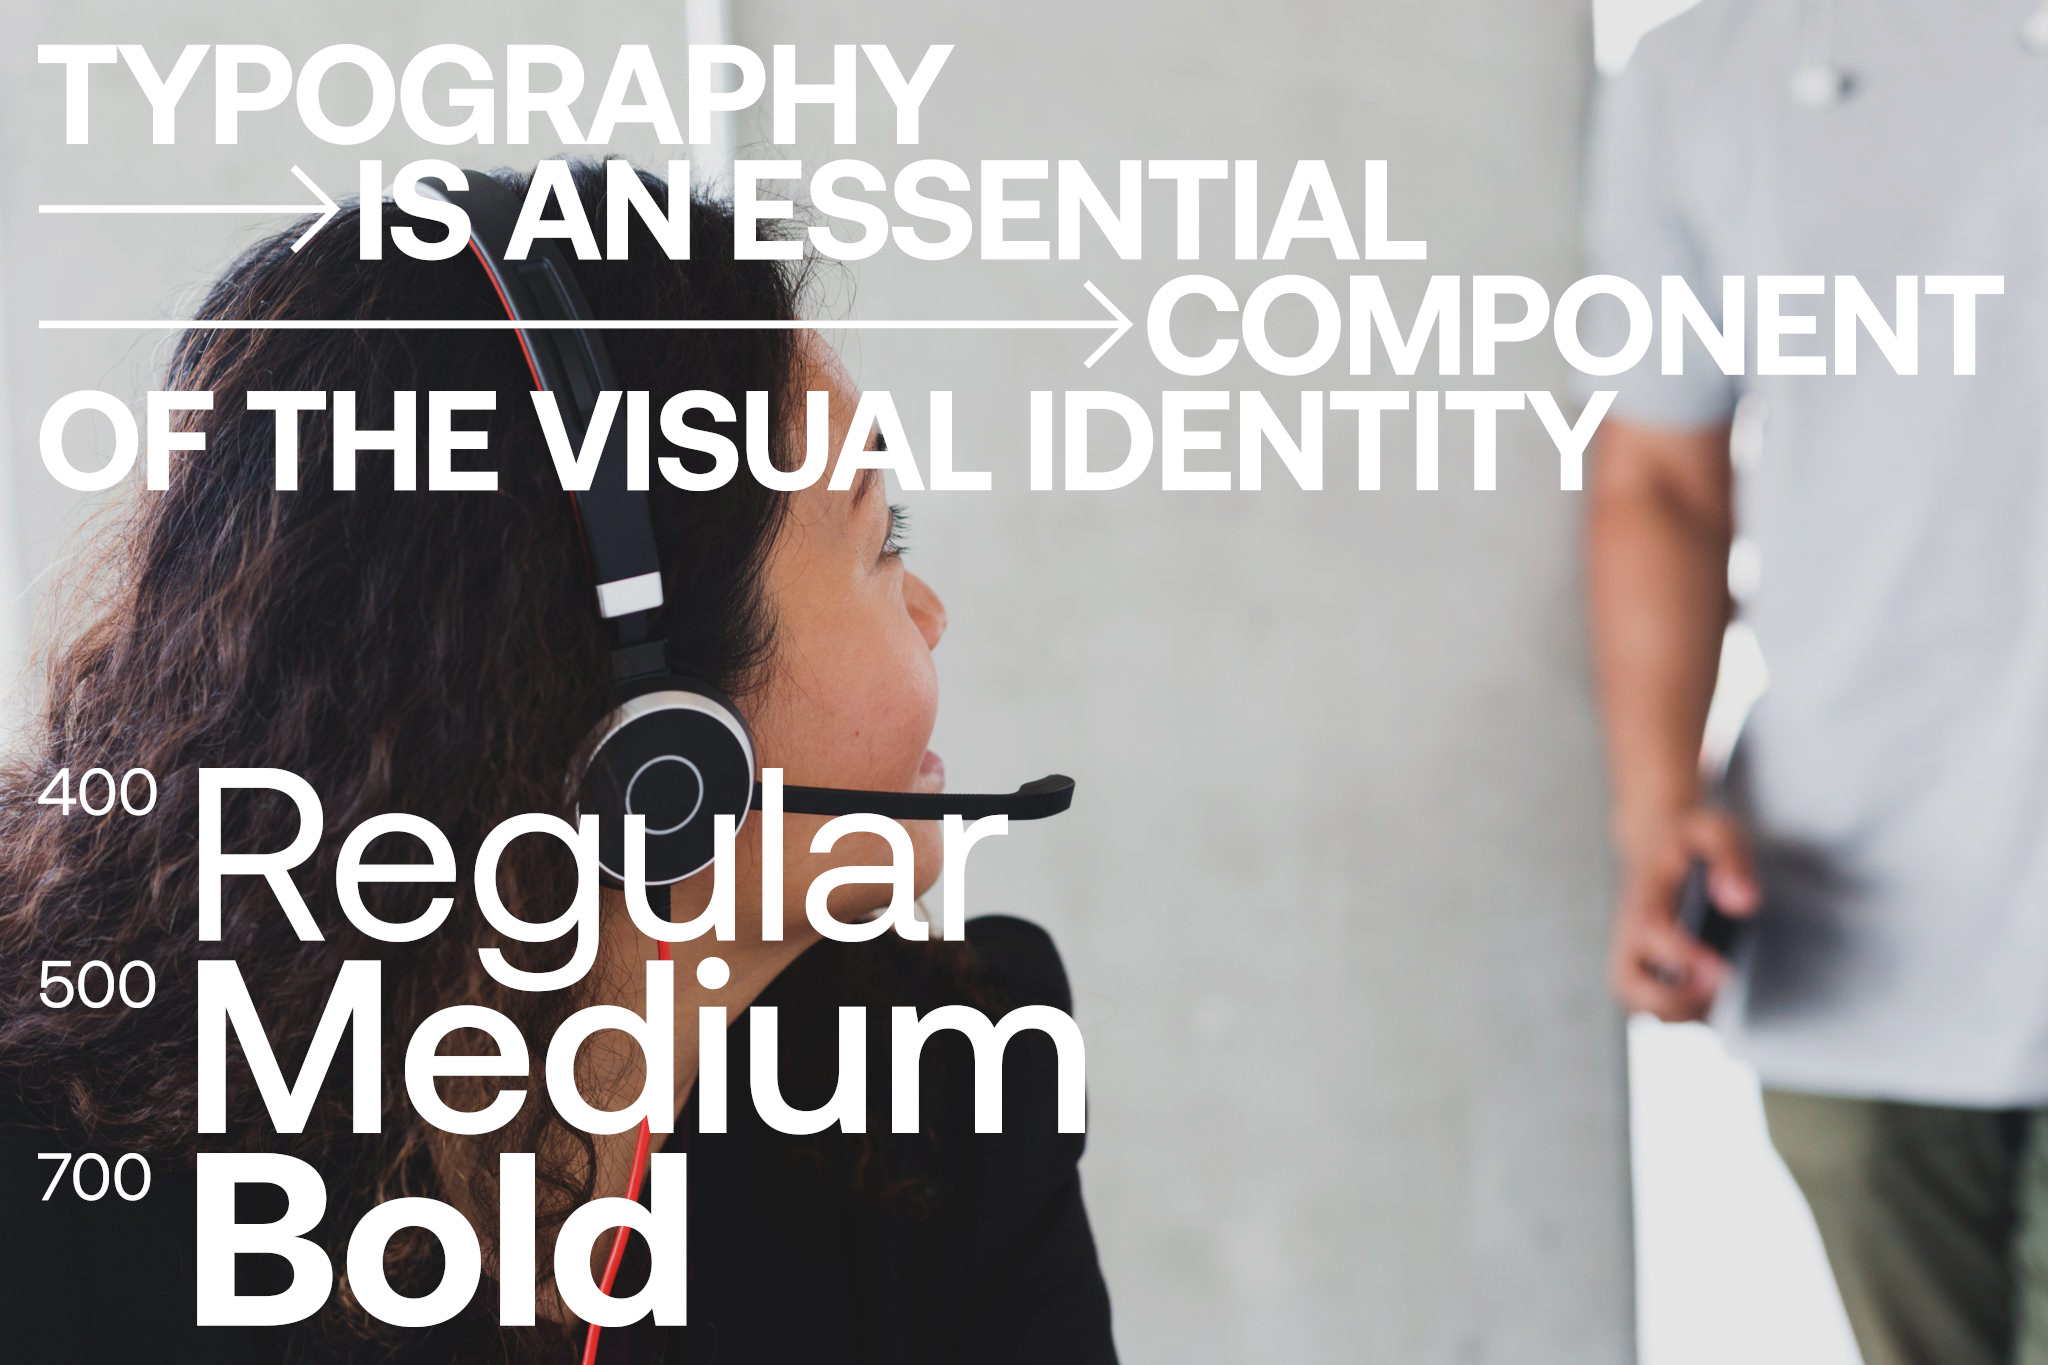 TYPOGRAPHY
→IS AN ESSENTIAL
→COMPONENT
OF THE VISUAL IDENTITY
400 Regular
500 Medium
700 Bold